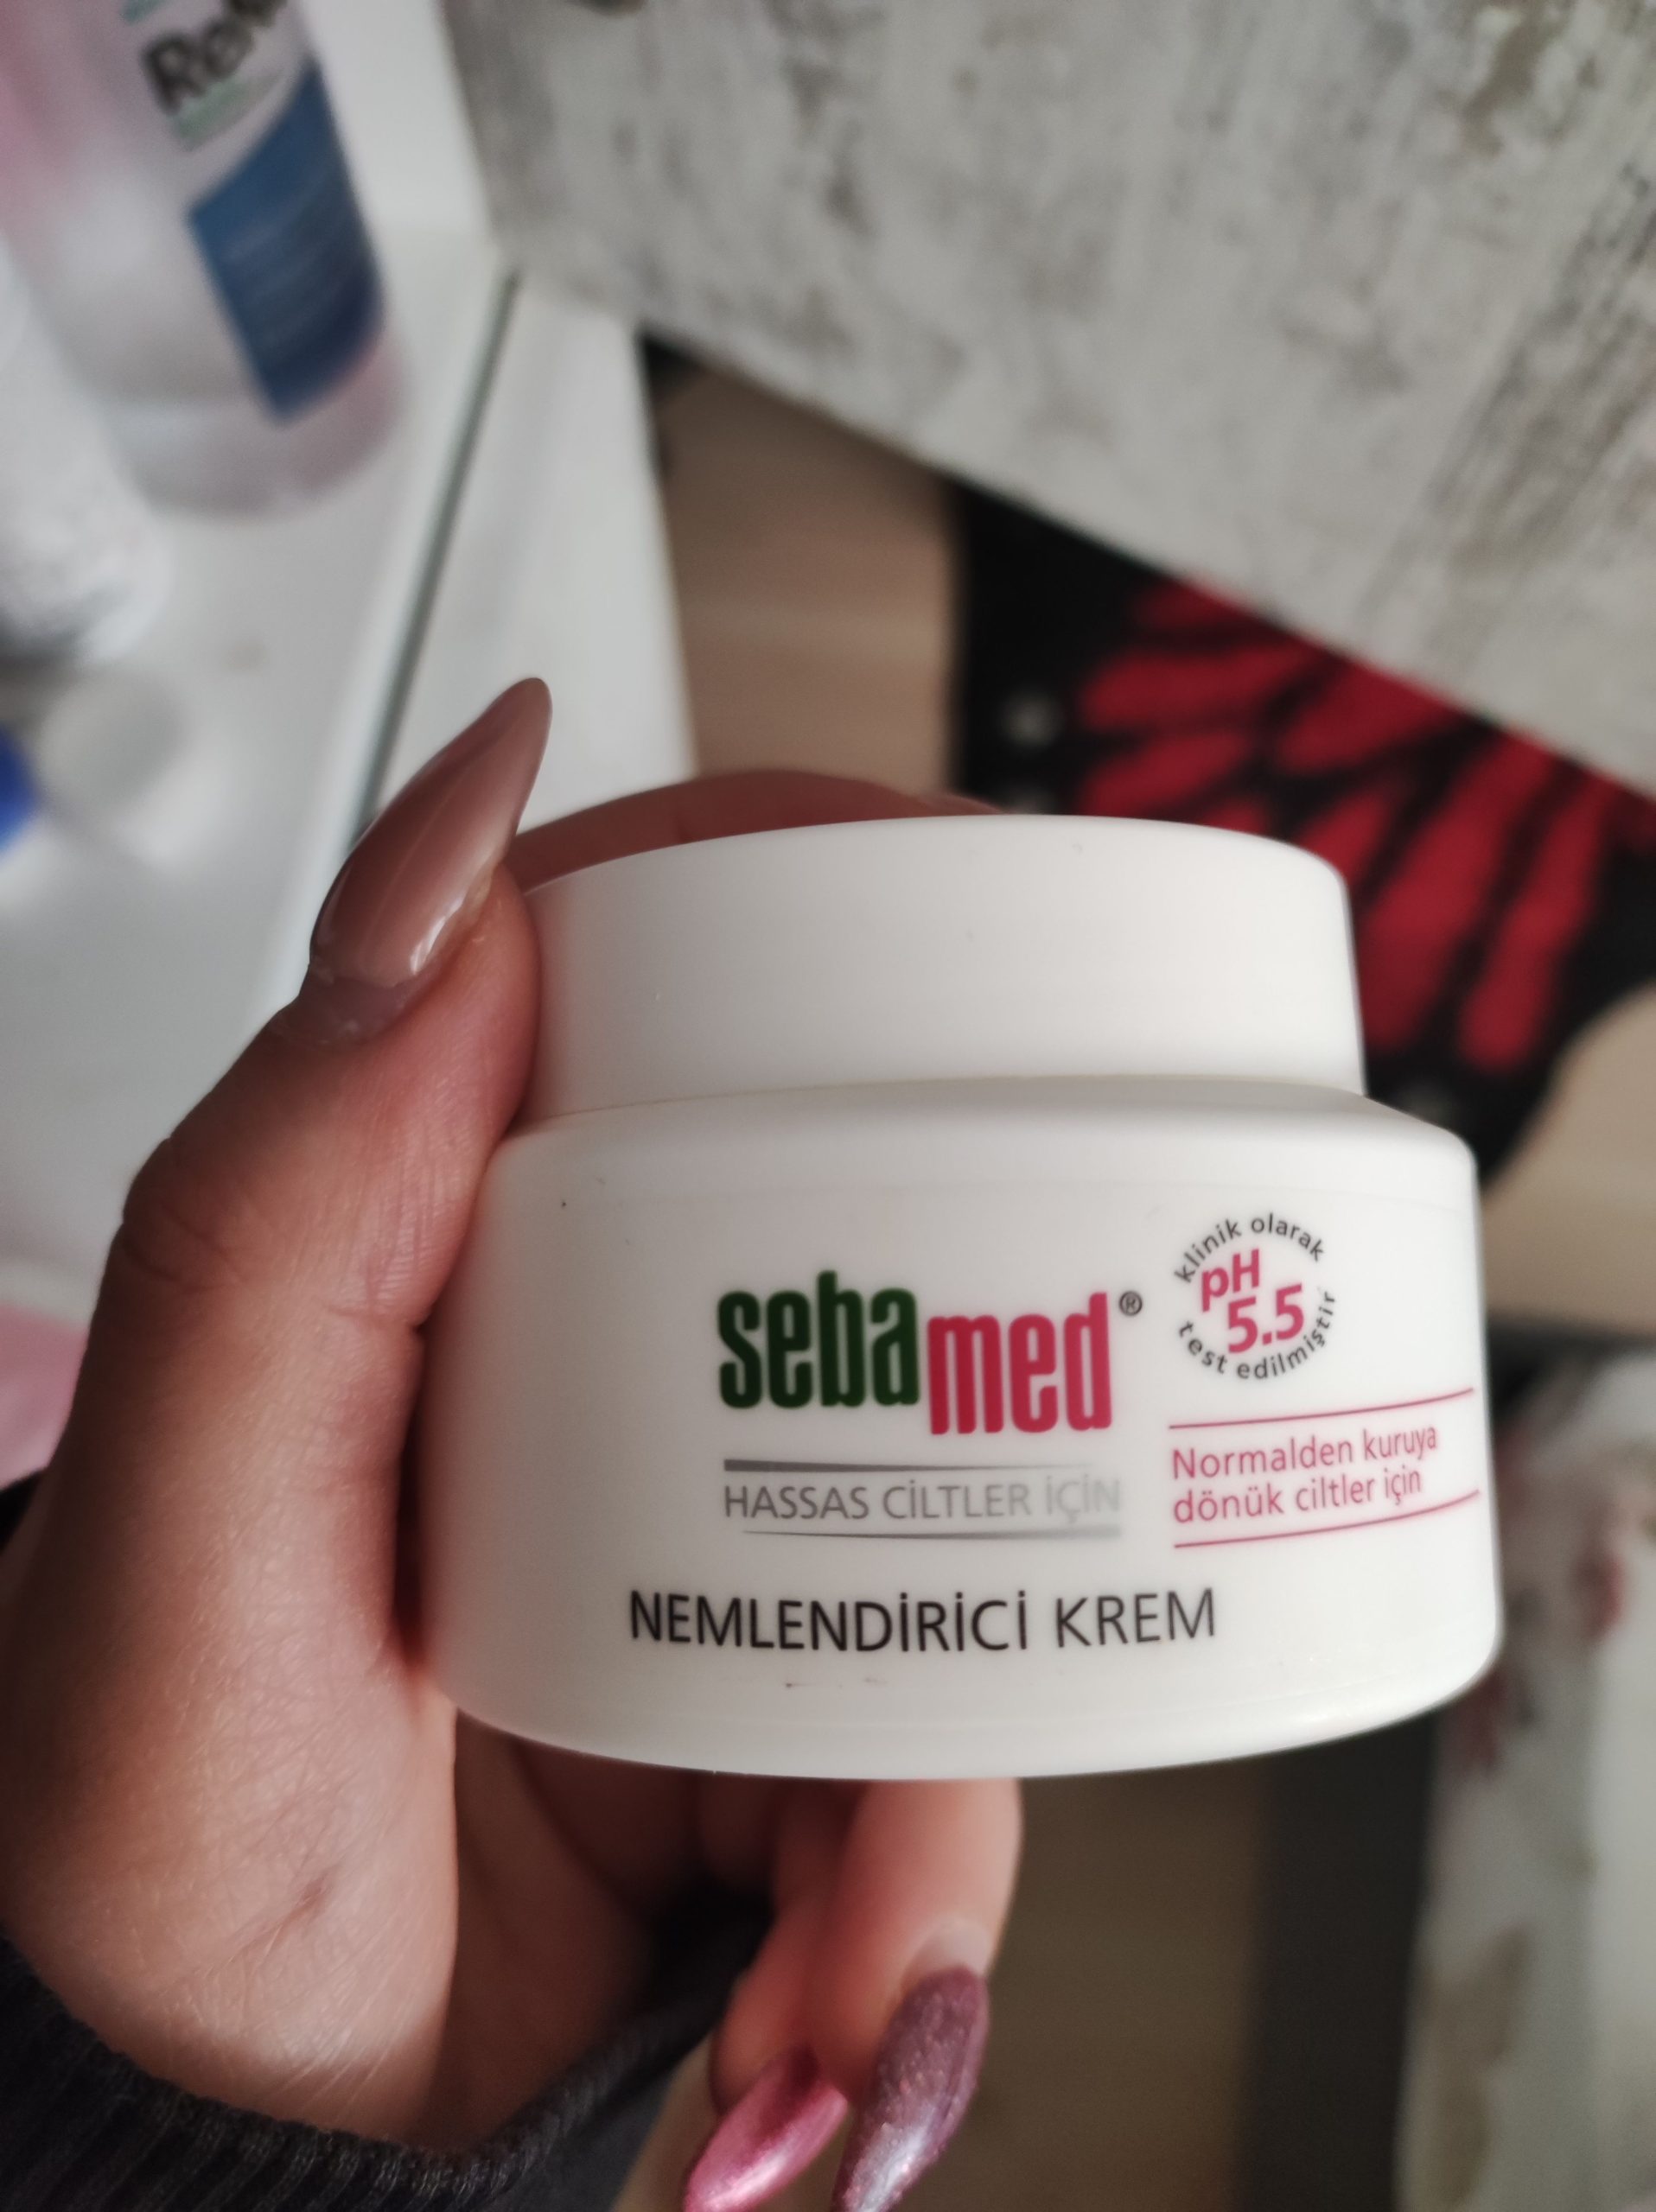 sebamed®
klinik olarak
pH
5.5
test edilmiştir
HASSAS CİLTLER İÇİN
Normalden kuruya
dönük ciltler için
NEMLENDİRİCİ KREM